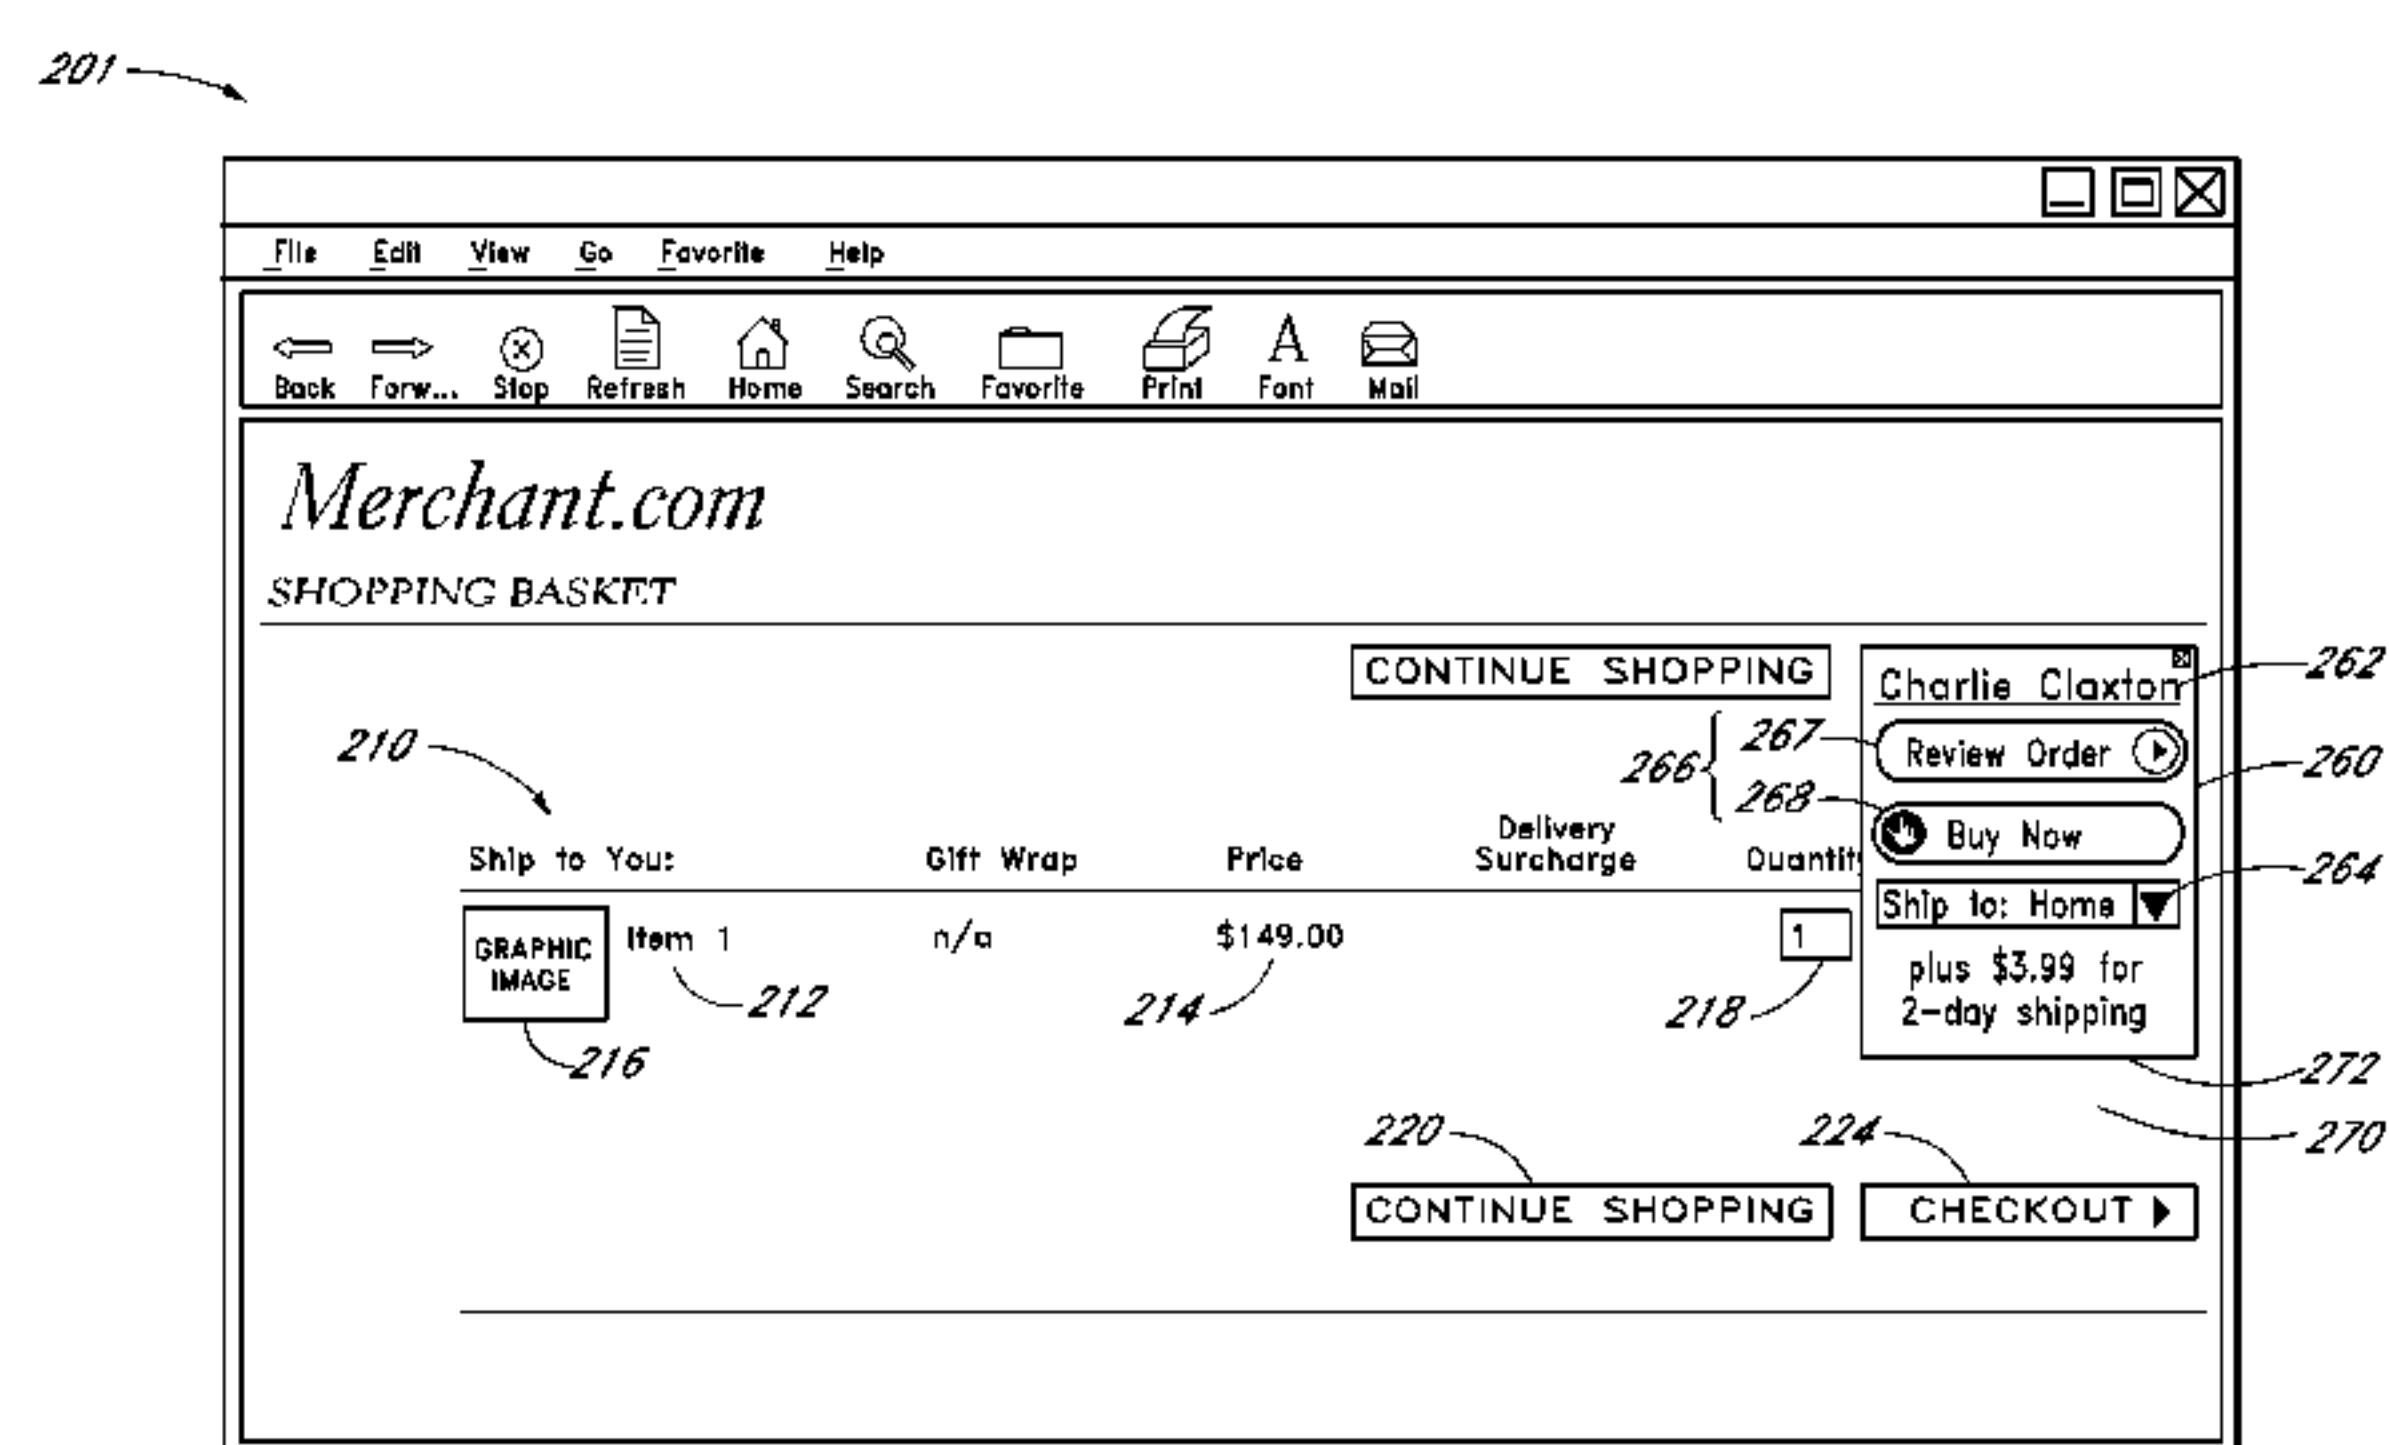 201
File Edit View Go Favorite Help
Back Forw... Stop Refresh Home Search Favorite Print Font Mail
Merchant.com
SHOPPING BASKET
CONTINUE SHOPPING
Charlie Claxton
262
210
266
267
Review Order
260
268
Buy Now
Ship to You: Gift Wrap Price Delivery Surcharge Quantit
264
Ship to: Home
GRAPHIC
IMAGE
Item 1 n/a $149.00 1
plus $3.99 for
2-day shipping
212
214
218
216
272
220
224
270
CONTINUE SHOPPING
CHECKOUT